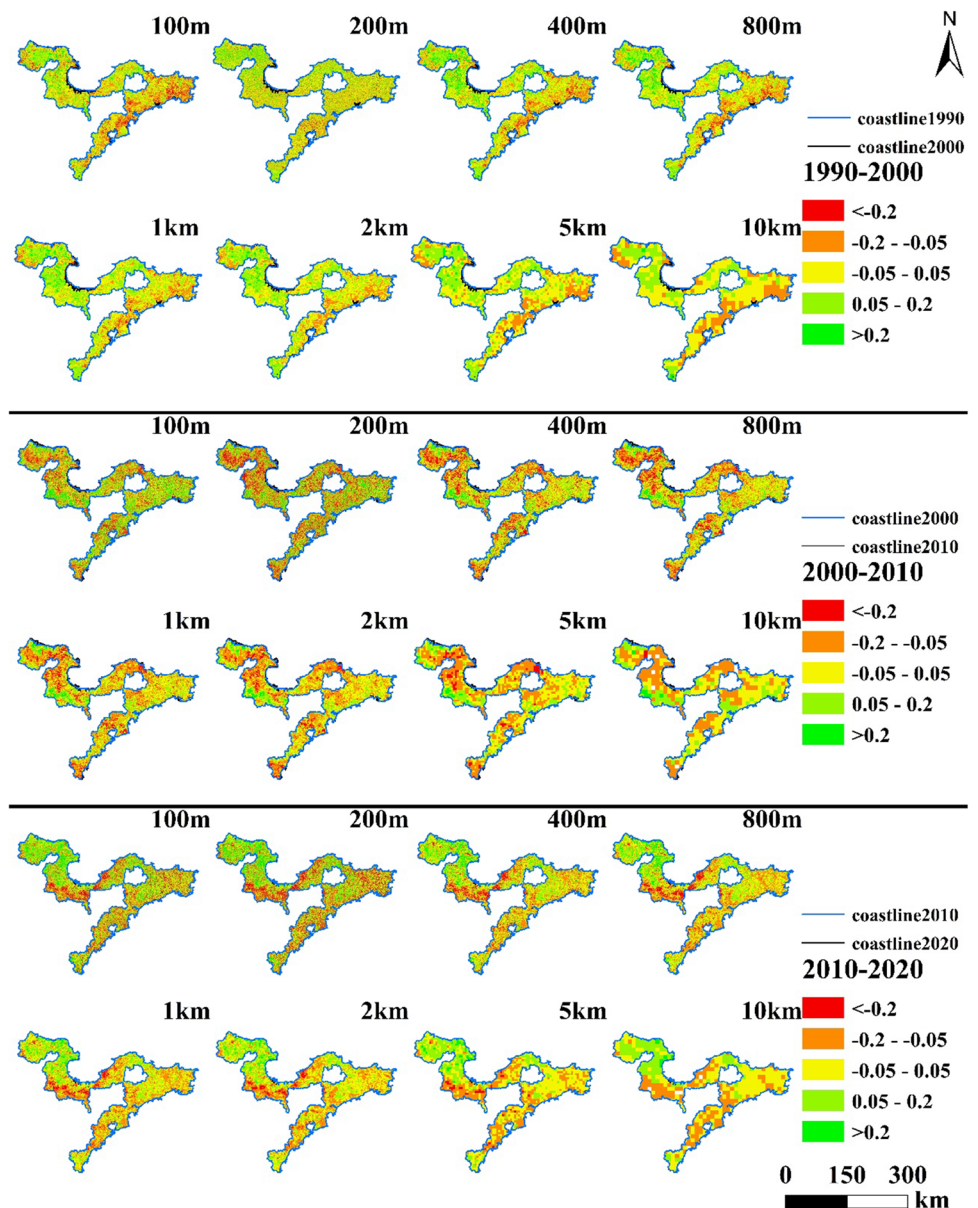 100m 200m 400m 800m N
coastline1990
coastline2000
1990-2000
<-0.2
-0.2 - -0.05
-0.05 - 0.05
0.05 - 0.2
>0.2
1km 2km 5km 10km
100m 200m 400m 800m
coastline2000
coastline2010
2000-2010
<-0.2
-0.2 - -0.05
-0.05 - 0.05
0.05 - 0.2
>0.2
1km 2km 5km 10km
100m 200m 400m 800m
coastline2010
coastline2020
2010-2020
<-0.2
-0.2 - -0.05
-0.05 - 0.05
0.05 - 0.2
>0.2
1km 2km 5km 10km
0 150 300
km